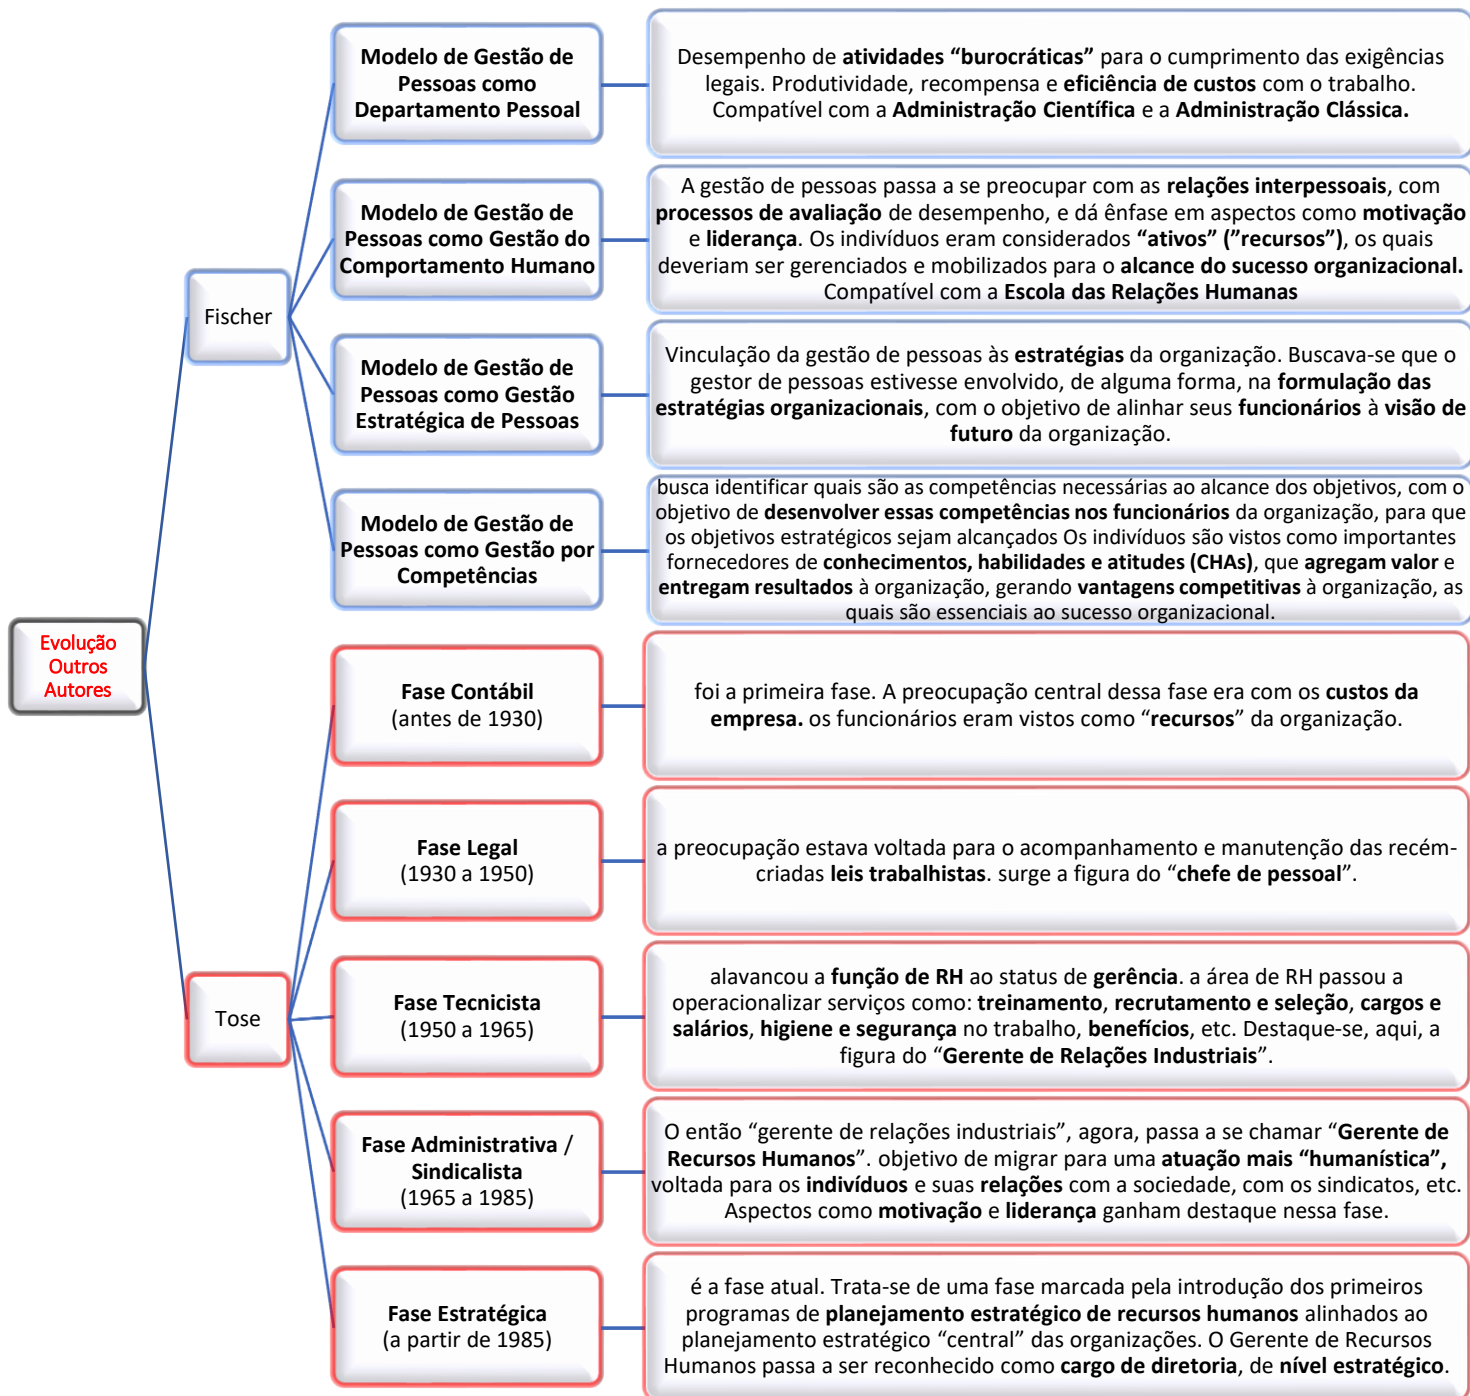 Evolução
Outros
Autores
Fischer
Modelo de Gestão de
Pessoas como
Departamento Pessoal
Desempenho de atividades “burocráticas” para o cumprimento das exigências
legais. Produtividade, recompensa e eficiência de custos com o trabalho.
Compatível com a Administração Científica e a Administração Clássica.
Modelo de Gestão de
Pessoas como Gestão do
Comportamento Humano
A gestão de pessoas passa a se preocupar com as relações interpessoais, com
processos de avaliação de desempenho, e dá ênfase em aspectos como motivação
e liderança. Os indivíduos eram considerados “ativos” (”recursos”), os quais
deveriam ser gerenciados e mobilizados para o alcance do sucesso organizacional.
Compatível com a Escola das Relações Humanas
Modelo de Gestão de
Pessoas como Gestão
Estratégica de Pessoas
Vinculação da gestão de pessoas às estratégias da organização. Buscava-se que o
gestor de pessoas estivesse envolvido, de alguma forma, na formulação das
estratégias organizacionais, com o objetivo de alinhar seus funcionários à visão de
futuro da organização.
Modelo de Gestão de
Pessoas como Gestão por
Competências
busca identificar quais são as competências necessárias ao alcance dos objetivos, com o
objetivo de desenvolver essas competências nos funcionários da organização, para que
os objetivos estratégicos sejam alcançados Os indivíduos são vistos como importantes
fornecedores de conhecimentos, habilidades e atitudes (CHAs), que agregam valor e
entregam resultados à organização, gerando vantagens competitivas à organização, as
quais são essenciais ao sucesso organizacional.
Tose
Fase Contábil
(antes de 1930)
foi a primeira fase. A preocupação central dessa fase era com os custos da
empresa. os funcionários eram vistos como “recursos” da organização.
Fase Legal
(1930 a 1950)
a preocupação estava voltada para o acompanhamento e manutenção das recém-
criadas leis trabalhistas. surge a figura do “chefe de pessoal”.
Fase Tecnicista
(1950 a 1965)
alavancou a função de RH ao status de gerência. a área de RH passou a
operacionalizar serviços como: treinamento, recrutamento e seleção, cargos e
salários, higiene e segurança no trabalho, benefícios, etc. Destaque-se, aqui, a
figura do “Gerente de Relações Industriais”.
Fase Administrativa /
Sindicalista
(1965 a 1985)
O então “gerente de relações industriais”, agora, passa a se chamar “Gerente de
Recursos Humanos”. objetivo de migrar para uma atuação mais “humanística”,
voltada para os indivíduos e suas relações com a sociedade, com os sindicatos, etc.
Aspectos como motivação e liderança ganham destaque nessa fase.
Fase Estratégica
(a partir de 1985)
é a fase atual. Trata-se de uma fase marcada pela introdução dos primeiros
programas de planejamento estratégico de recursos humanos alinhados ao
planejamento estratégico “central” das organizações. O Gerente de Recursos
Humanos passa a ser reconhecido como cargo de diretoria, de nível estratégico.